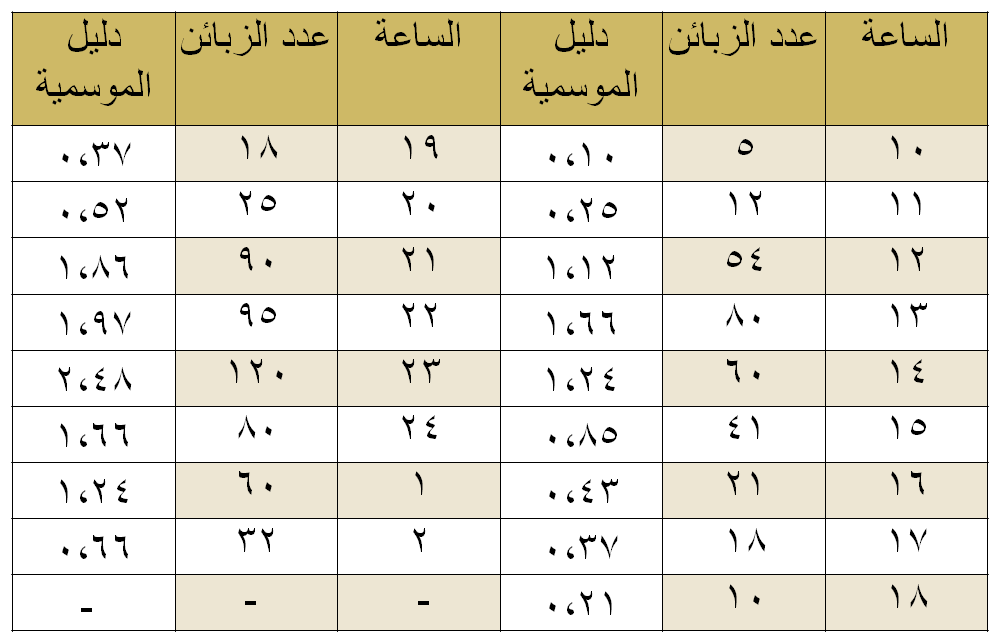 الساعة عدد الزبائن دليل الموسمية الساعة عدد الزبائن دليل الموسمية
١٠ ٥ ٠،١٠ ١٩ ١٨ ٠،٣٧
١١ ١٢ ٠،٢٥ ٢٠ ٢٥ ٠،٥٢
١٢ ٥٤ ١،١٢ ٢١ ٩٠ ١،٨٦
١٣ ٨٠ ١،٦٦ ٢٢ ٩٥ ١،٩٧
١٤ ٦٠ ١،٢٤ ٢٣ ١٢٠ ٢،٤٨
١٥ ٤١ ٠،٨٥ ٢٤ ٨٠ ١،٦٦
١٦ ٢١ ٠،٤٣ ١ ٦٠ ١،٢٤
١٧ ١٨ ٠،٣٧ ٢ ٣٢ ٠،٦٦
١٨ ١٠ ٠،٢١ - - -